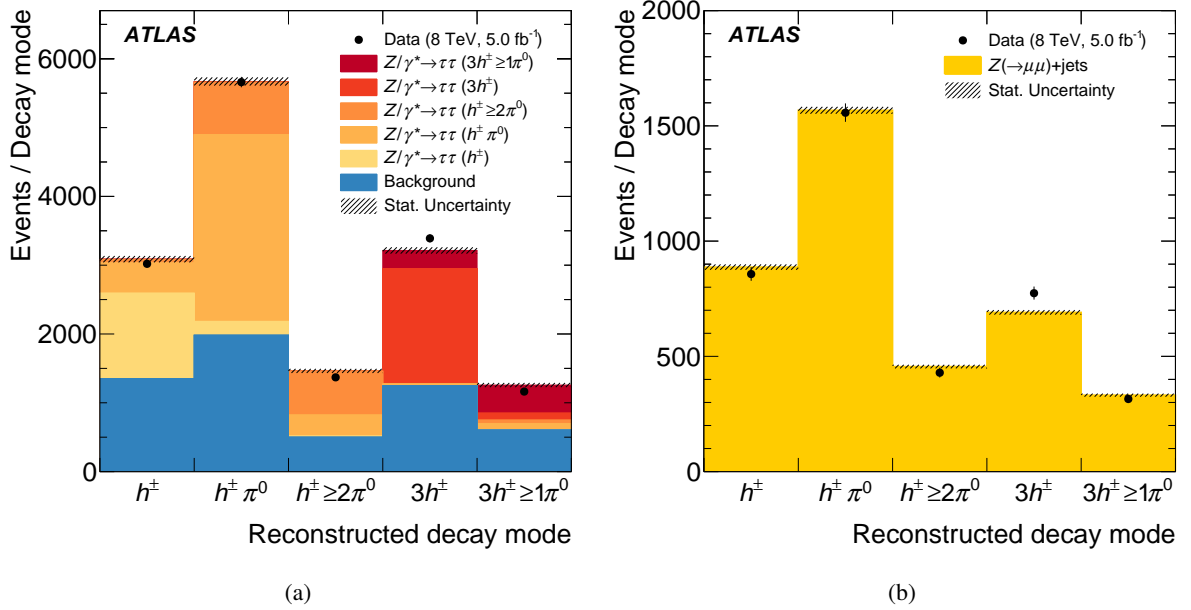 ATLAS
Data (8 TeV, 5.0 fb⁻¹)
Z/γ*→ττ (3h±≥1π⁰)
Z/γ*→ττ (3h±)
Z/γ*→ττ (h±≥2π⁰)
Z/γ*→ττ (h± π⁰)
Z/γ*→ττ (h±)
Background
Stat. Uncertainty
Events / Decay mode
6000
4000
2000
0
h± h± π⁰ h±≥2π⁰ 3h± 3h±≥1π⁰
Reconstructed decay mode
(a)
ATLAS
Data (8 TeV, 5.0 fb⁻¹)
Z(→μμ)+jets
Stat. Uncertainty
Events / Decay mode
2000
1500
1000
500
0
h± h± π⁰ h±≥2π⁰ 3h± 3h±≥1π⁰
Reconstructed decay mode
(b)